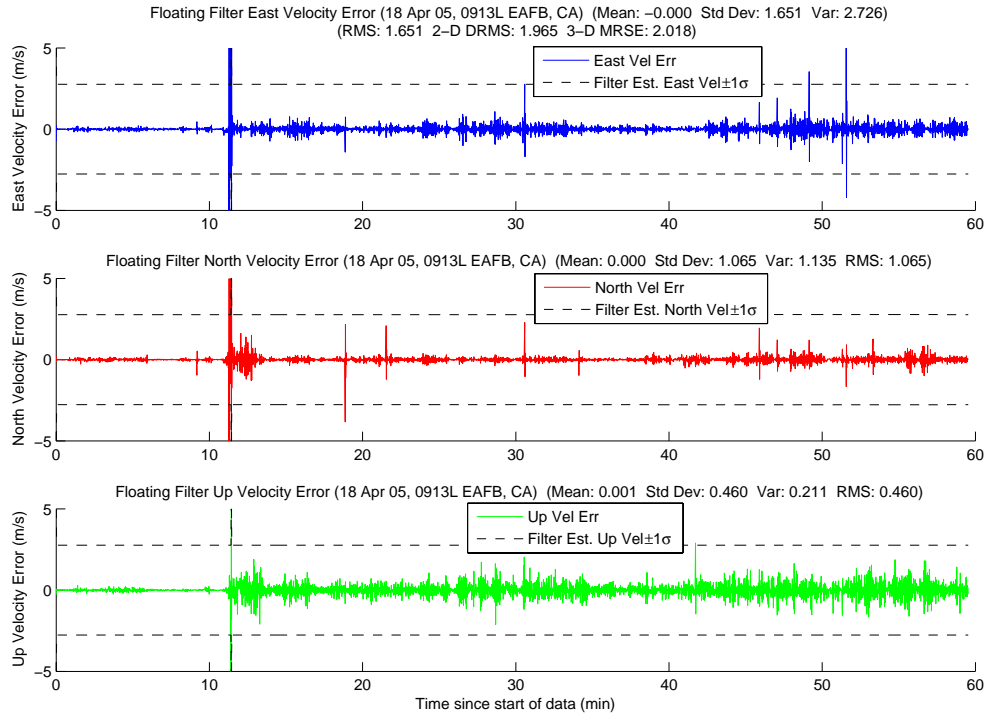 Floating Filter East Velocity Error (18 Apr 05, 0913L EAFB, CA) (Mean: −0.000 Std Dev: 1.651 Var: 2.726)
(RMS: 1.651 2−D DRMS: 1.965 3−D MRSE: 2.018)
East Velocity Error (m/s)
5
0
−5
East Vel Err
Filter Est. East Vel±1σ
0 10 20 30 40 50 60
Floating Filter North Velocity Error (18 Apr 05, 0913L EAFB, CA) (Mean: 0.000 Std Dev: 1.065 Var: 1.135 RMS: 1.065)
North Velocity Error (m/s)
5
0
−5
North Vel Err
Filter Est. North Vel±1σ
0 10 20 30 40 50 60
Floating Filter Up Velocity Error (18 Apr 05, 0913L EAFB, CA) (Mean: 0.001 Std Dev: 0.460 Var: 0.211 RMS: 0.460)
Up Velocity Error (m/s)
5
0
−5
Up Vel Err
Filter Est. Up Vel±1σ
0 10 20 30 40 50 60
Time since start of data (min)